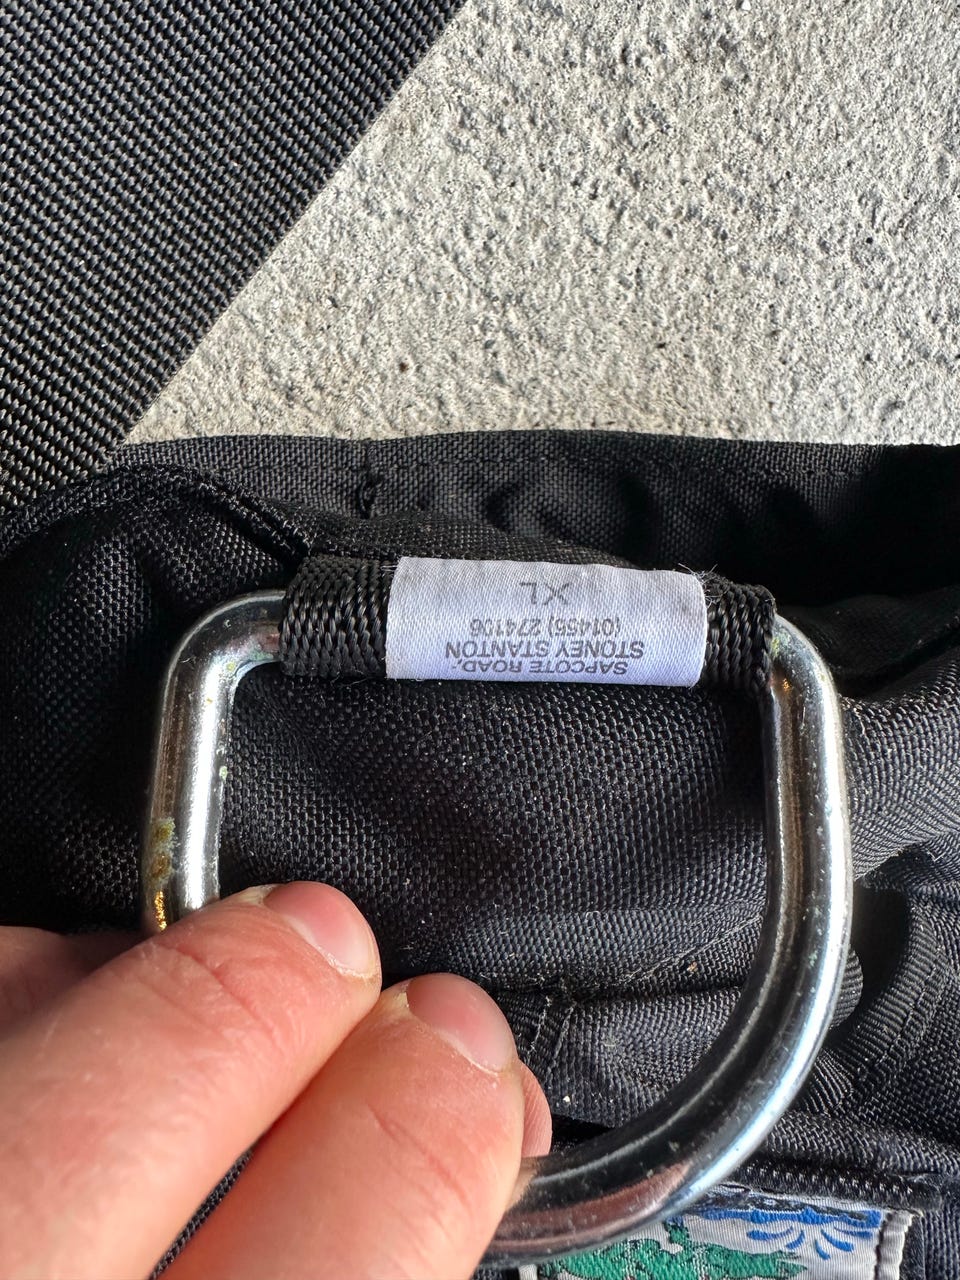 SAPCOTE ROAD,
STONEY STANTON
(01455) 274106
XL